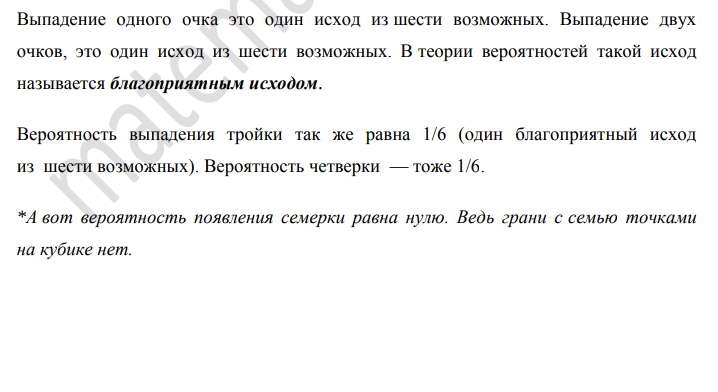 Выпадение одного очка это один исход из шести возможных. Выпадение двух
очков, это один исход из шести возможных. В теории вероятностей такой исход
называется благоприятным исходом.
Вероятность выпадения тройки так же равна 1/6 (один благоприятный исход
из шести возможных). Вероятность четверки — тоже 1/6.
*А вот вероятность появления семерки равна нулю. Ведь грани с семью точками
на кубике нет.
matema